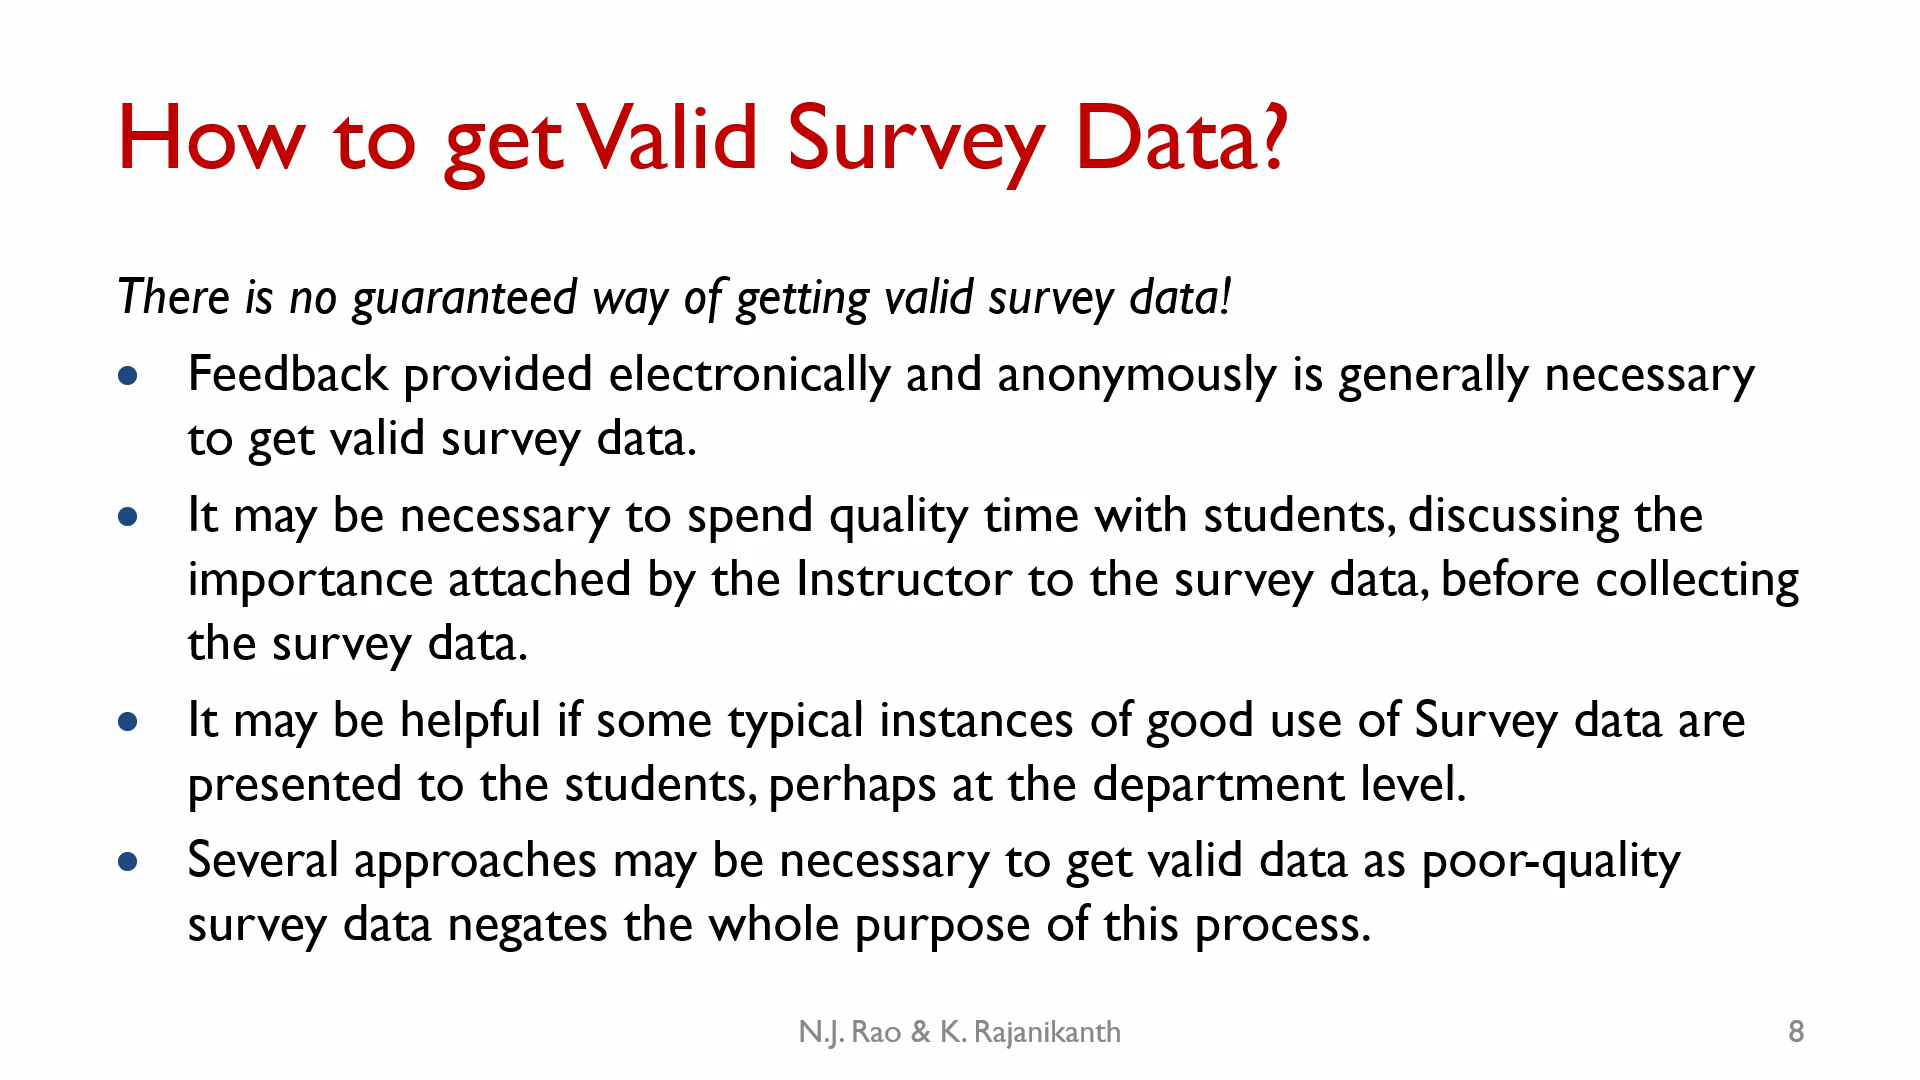 How to get Valid Survey Data?
There is no guaranteed way of getting valid survey data!
• Feedback provided electronically and anonymously is generally necessary
to get valid survey data.
• It may be necessary to spend quality time with students, discussing the
importance attached by the Instructor to the survey data, before collecting
the survey data.
• It may be helpful if some typical instances of good use of Survey data are
presented to the students, perhaps at the department level.
• Several approaches may be necessary to get valid data as poor-quality
survey data negates the whole purpose of this process.
N.J. Rao & K. Rajanikanth
8